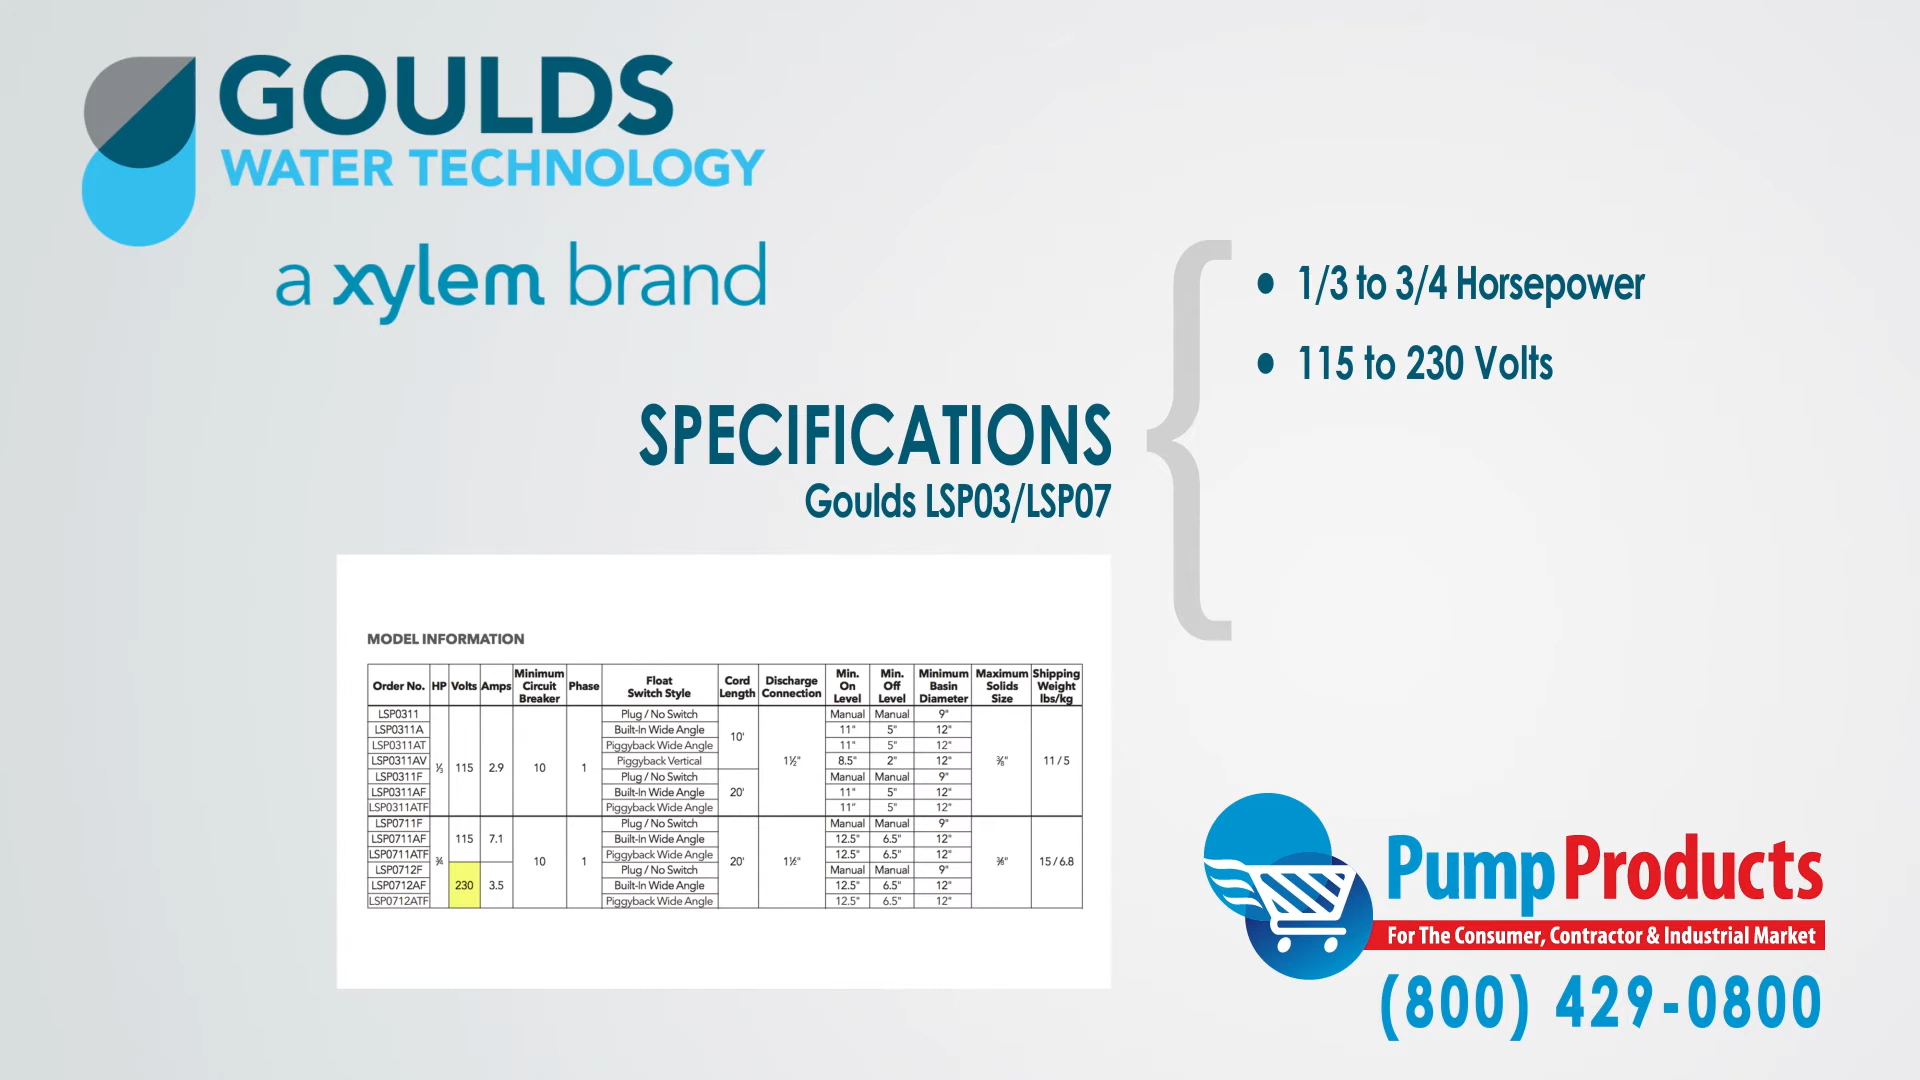 GOULDS
WATER TECHNOLOGY
a xylem brand
• 1/3 to 3/4 Horsepower
• 115 to 230 Volts
SPECIFICATIONS
Goulds LSP03/LSP07
MODEL INFORMATION
Order No. HP Volts Amps Minimum Circuit Breaker Phase Float Switch Style Cord Length Discharge Connection Min. On Level Min. Off Level Minimum Basin Diameter Maximum Solids Size Shipping Weight lbs/kg
LSP0311 ⅓ 115 2.9 10 1 Plug / No Switch 10' 1½" Manual Manual 9" ⅜" 11 / 5
LSP0311A Built-In Wide Angle 11" 5" 12"
LSP0311AT Piggyback Wide Angle 11" 5" 12"
LSP0311AV Piggyback Vertical 8.5" 2" 12"
LSP0311F Plug / No Switch 20' Manual Manual 9"
LSP0311AF Built-In Wide Angle 11" 5" 12"
LSP0311ATF Piggyback Wide Angle 11" 5" 12"
LSP0711F ¾ 115 7.1 10 1 Plug / No Switch 20' 1½" Manual Manual 9" 15 / 6.8
LSP0711AF Built-In Wide Angle 12.5" 6.5" 12"
LSP0711ATF Piggyback Wide Angle 12.5" 6.5" 12"
LSP0712F 230 3.5 Plug / No Switch Manual Manual 9"
LSP0712AF Built-In Wide Angle 12.5" 6.5" 12"
LSP0712ATF Piggyback Wide Angle 12.5" 6.5" 12"
Pump Products
For The Consumer, Contractor & Industrial Market
(800) 429-0800